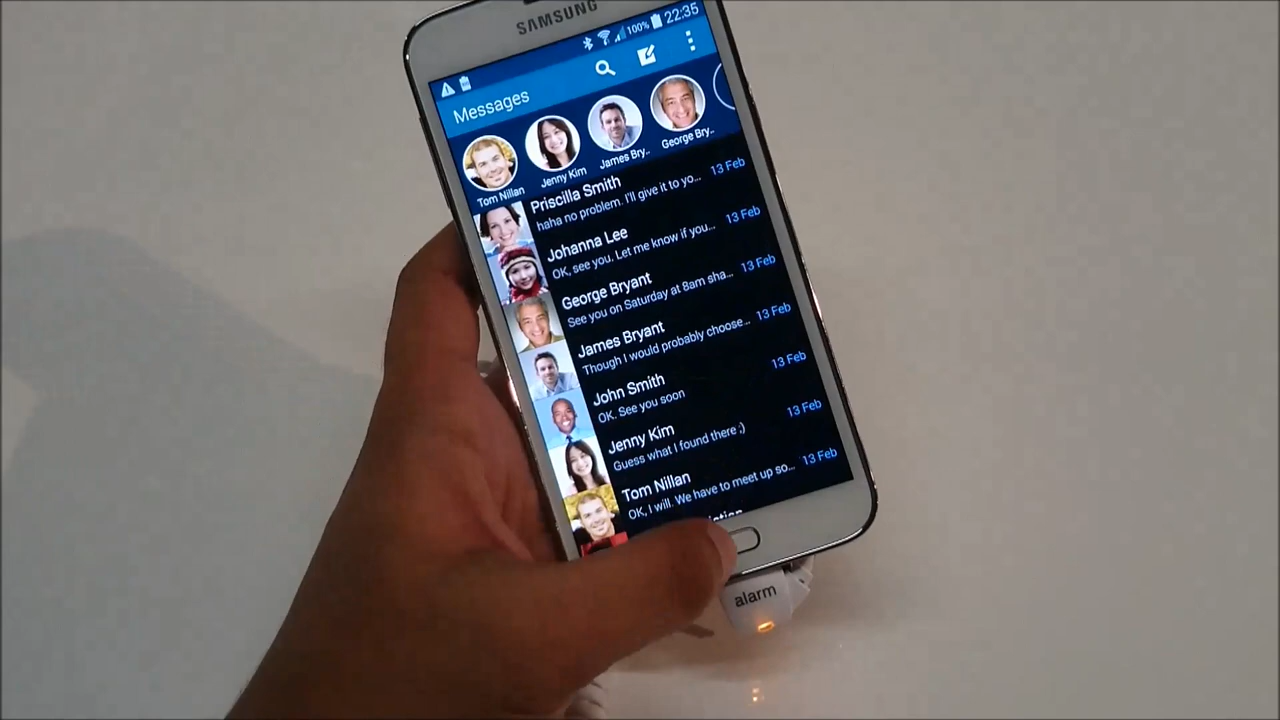 SAMSUNG
100% 22:35
Messages
Tom Nillan
Jenny Kim
James Bry..
George Bry..
Priscilla Smith
13 Feb
haha no problem. I'll give it to yo...
Johanna Lee
13 Feb
OK, see you. Let me know if you...
George Bryant
13 Feb
See you on Saturday at 8am sha...
James Bryant
13 Feb
Though I would probably choose...
John Smith
13 Feb
OK. See you soon
Jenny Kim
13 Feb
Guess what I found there ;)
Tom Nillan
13 Feb
OK, I will. We have to meet up so...
alarm